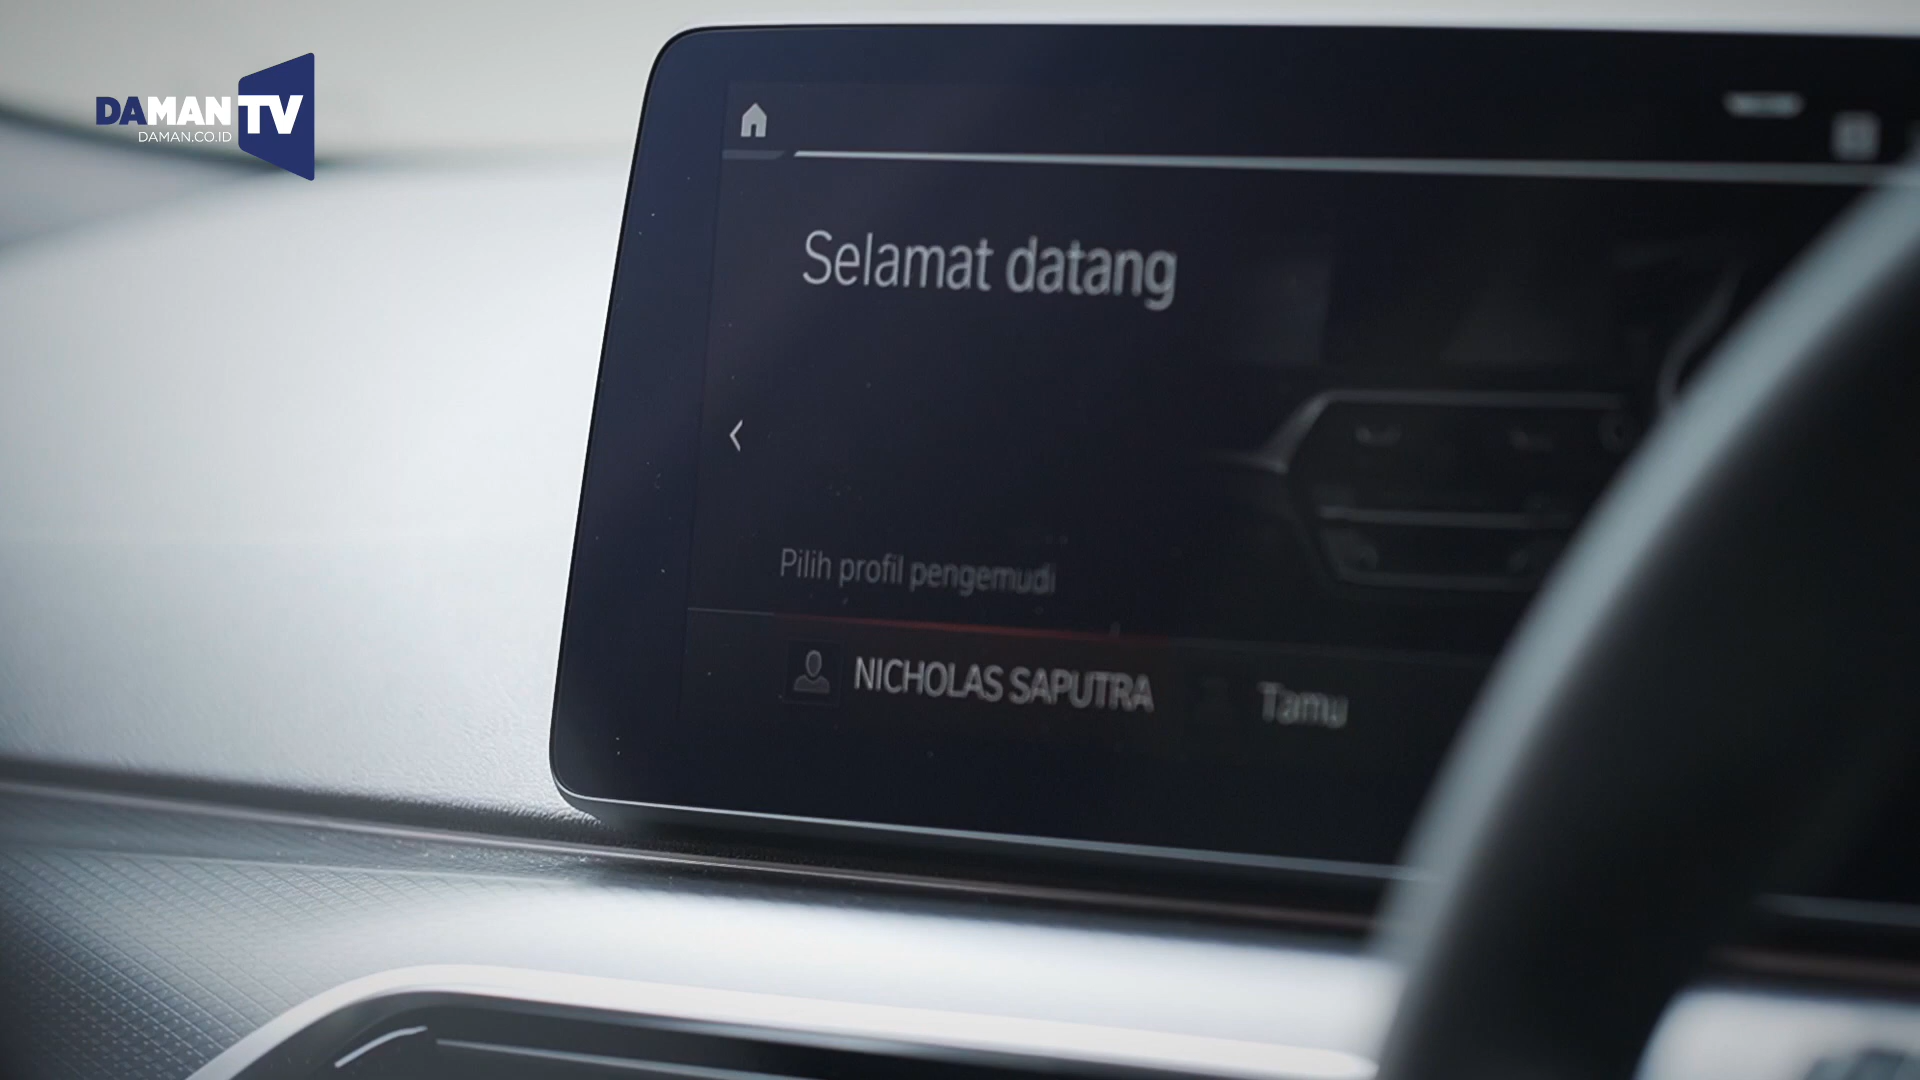 DAMAN TV
DAMAN.CO.ID
Selamat datang
Pilih profil pengemudi
NICHOLAS SAPUTRA
Tamu